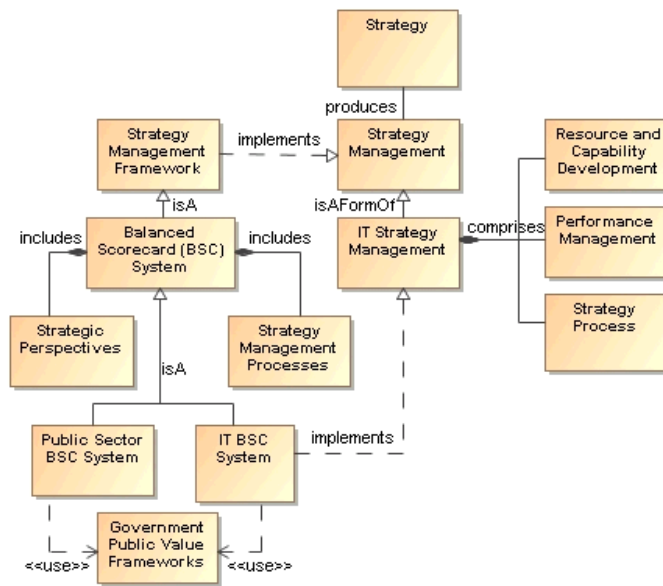 Strategy
produces
Strategy
Management
Framework
implements
Strategy
Management
Resource and
Capability
Development
isA
isAFormOf
includes
Balanced
Scorecard (BSC)
System
includes
IT Strategy
Management
comprises
Performance
Management
Strategic
Perspectives
Strategy
Management
Processes
Strategy
Process
isA
Public Sector
BSC System
IT BSC
System
implements
Government
Public Value
Frameworks
<<use>>
<<use>>